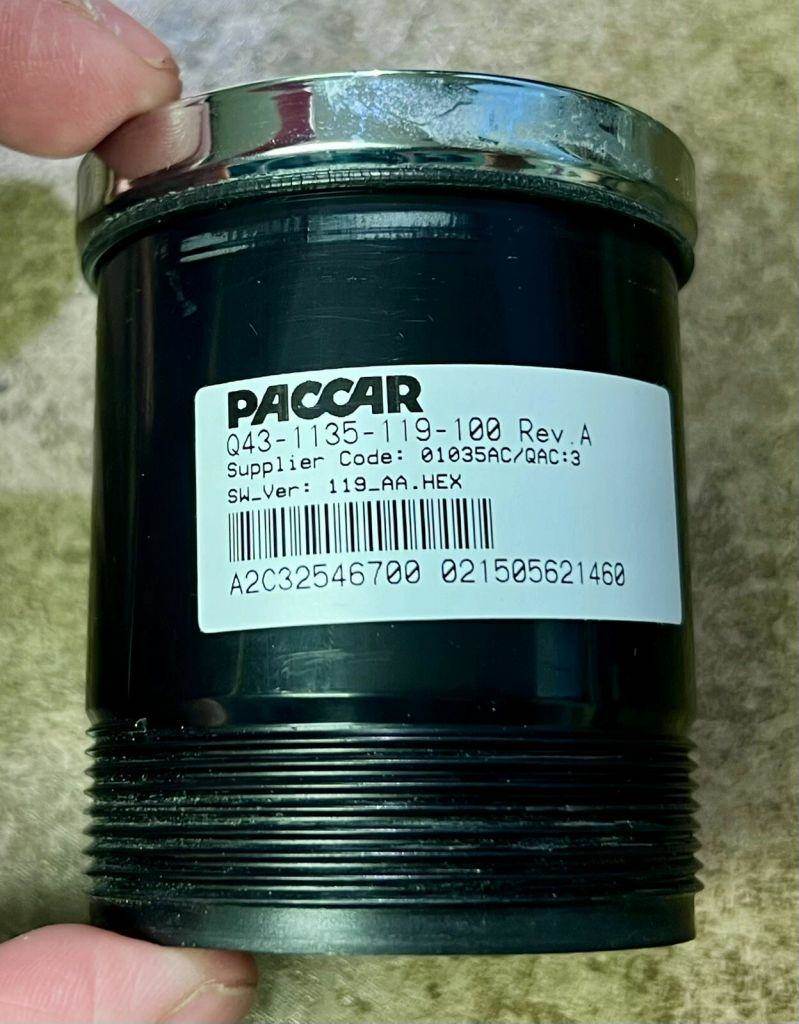 PACCAR
Q43-1135-119-100 Rev.A
Supplier Code: 01035AC/QAC:3
SW_Ver: 119_AA.HEX
A2C32546700 021505621460